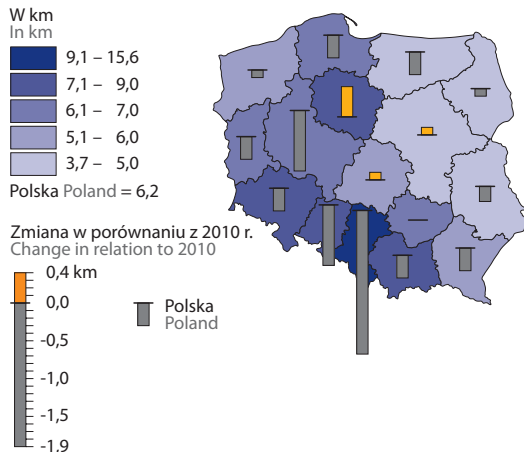 W km
In km
9,1 – 15,6
7,1 – 9,0
6,1 – 7,0
5,1 – 6,0
3,7 – 5,0
Polska Poland = 6,2
Zmiana w porównaniu z 2010 r.
Change in relation to 2010
0,4 km
0,0
-0,5
-1,0
-1,5
-1,9
Polska
Poland